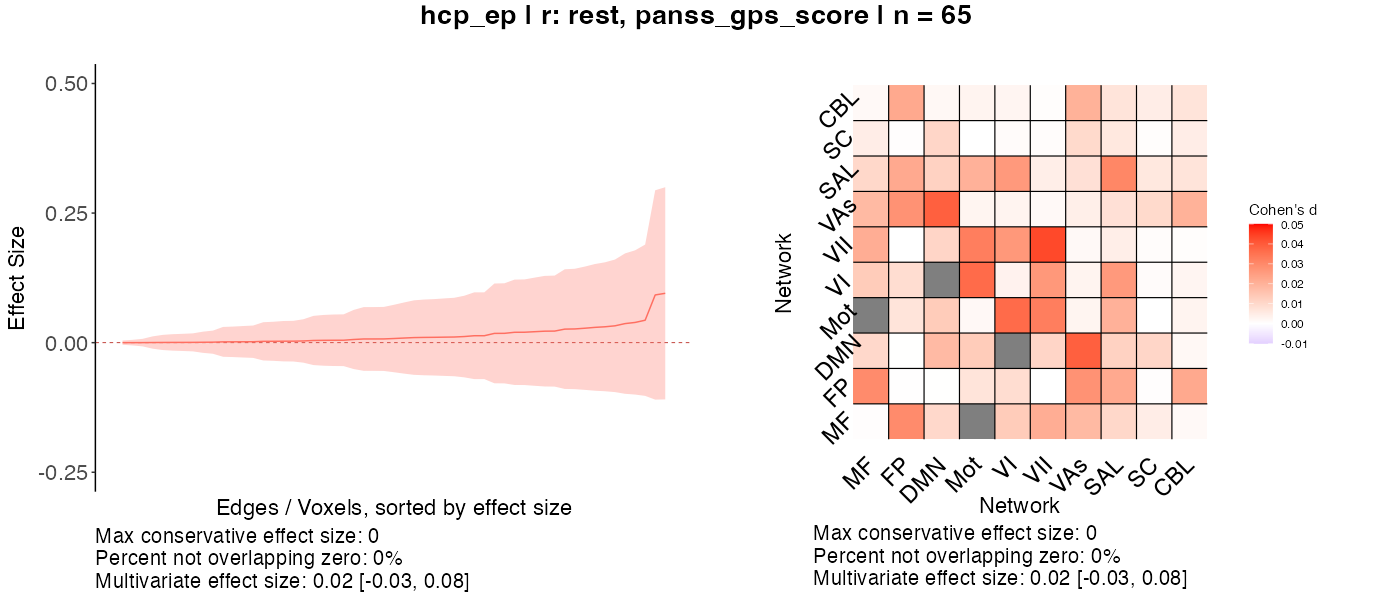 hcp_ep | r: rest, panss_gps_score | n = 65
0.50
0.25
0.00
-0.25
Effect Size
Edges / Voxels, sorted by effect size
Max conservative effect size: 0
Percent not overlapping zero: 0%
Multivariate effect size: 0.02 [-0.03, 0.08]
CBL
SC
SAL
VAs
VII
VI
Mot
DMN
FP
MF
Network
MF
FP
DMN
Mot
VI
VII
VAs
SAL
SC
CBL
Network
Max conservative effect size: 0
Percent not overlapping zero: 0%
Multivariate effect size: 0.02 [-0.03, 0.08]
Cohen's d
0.05
0.04
0.03
0.02
0.01
0.00
-0.01